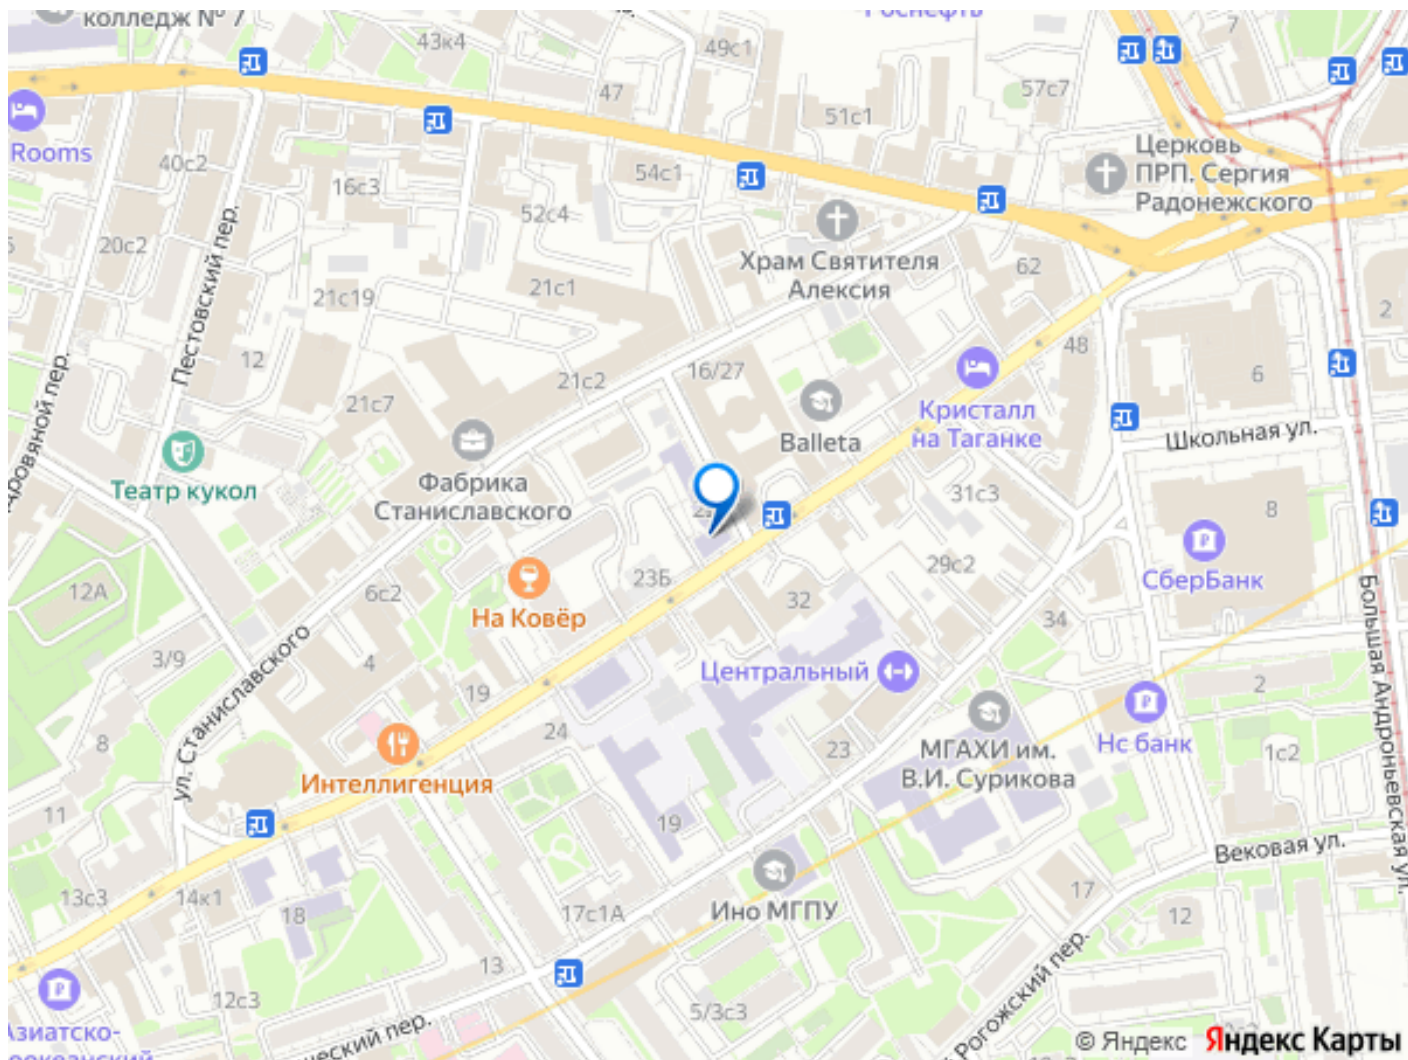 колледж № 7
43к4
49с1
Роснефть
7
47
57с7
51с1
Rooms
40с2
16с3
54с1
Церковь
ПРП. Сергия
Радонежского
52с4
20с2
Пестовский пер.
Храм Святителя
Алексия
62
21с19
21с1
2
12
48
16/27
21с2
6
21с7
Кристалл
на Таганке
Balleta
Школьная ул.
Театр кукол
Фабрика
Станиславского
31с3
8
29с2
СберБанк
12А
6с2
23Б
На Ковёр
32
34
Большая Андроньевская ул.
3/9
4
ул. Станиславского
Центральный
19
2
24
23
8
МГАХИ им.
В.И. Сурикова
Нс банк
1с2
Интеллигенция
11
19
Вековая ул.
13с3
14к1
18
17с1А
Ино МГПУ
17
12
13
12с3
5/3с3
Рогожский пер.
Азиатско-
ческий пер.
© Яндекс Яндекс Карты